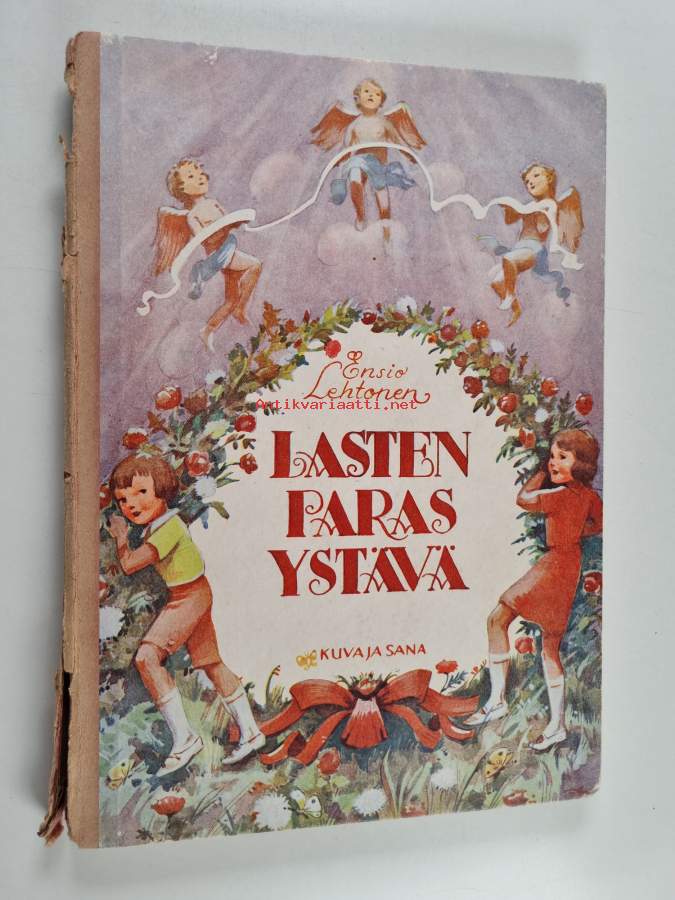 Ensio
Lehtonen
Antikvariaatti.net
LASTEN
PARAS
YSTÄVÄ
KUVA JA SANA